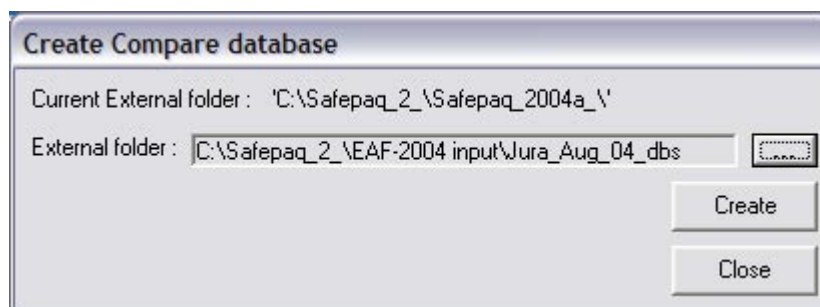 Create Compare database
Current External folder : 'C:\Safepaq_2_\Safepaq_2004a_\'
External folder : C:\Safepaq_2_\EAF-2004 input\Jura_Aug_04_dbs ....
Create
Close